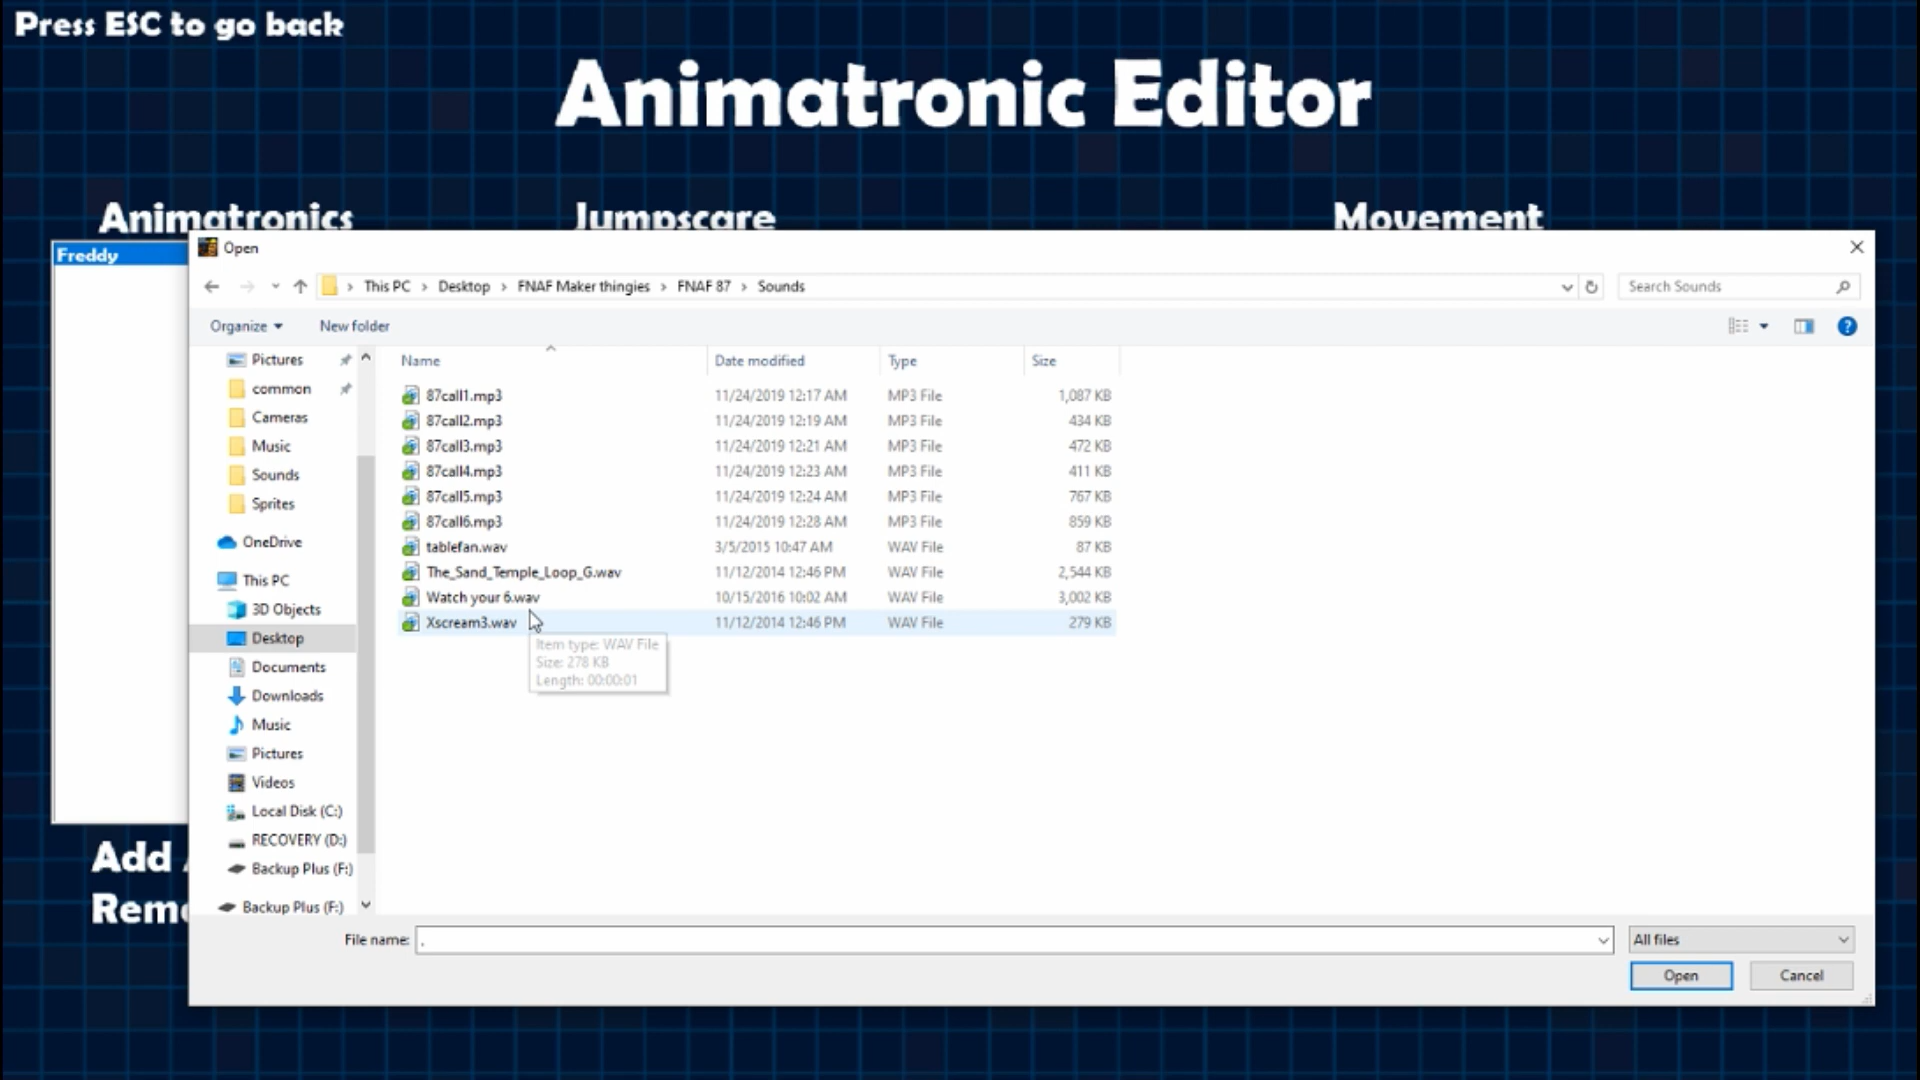 Press ESC to go back
Animatronic Editor
Animatronics
Jumpscare
Movement
Freddy
Open
This PC > Desktop > FNAF Maker thingies > FNAF 87 > Sounds
Search Sounds
Organize
New folder
Name
Date modified
Type
Size
Pictures
common
Cameras
Music
Sounds
Sprites
OneDrive
This PC
3D Objects
Desktop
Documents
Downloads
Music
Pictures
Videos
Local Disk (C:)
RECOVERY (D:)
Backup Plus (F:)
Backup Plus (F:)
87call1.mp3 11/24/2019 12:17 AM MP3 File 1,087 KB
87call2.mp3 11/24/2019 12:19 AM MP3 File 434 KB
87call3.mp3 11/24/2019 12:21 AM MP3 File 472 KB
87call4.mp3 11/24/2019 12:23 AM MP3 File 411 KB
87call5.mp3 11/24/2019 12:24 AM MP3 File 767 KB
87call6.mp3 11/24/2019 12:28 AM MP3 File 859 KB
tablefan.wav 3/5/2015 10:47 AM WAV File 87 KB
The_Sand_Temple_Loop_G.wav 11/12/2014 12:46 PM WAV File 2,544 KB
Watch your 6.wav 10/15/2016 10:02 AM WAV File 3,002 KB
Xscream3.wav 11/12/2014 12:46 PM WAV File 279 KB
Item type: WAV File
Size: 278 KB
Length: 00:00:01
Add
Remo
File name: .
All files
Open
Cancel